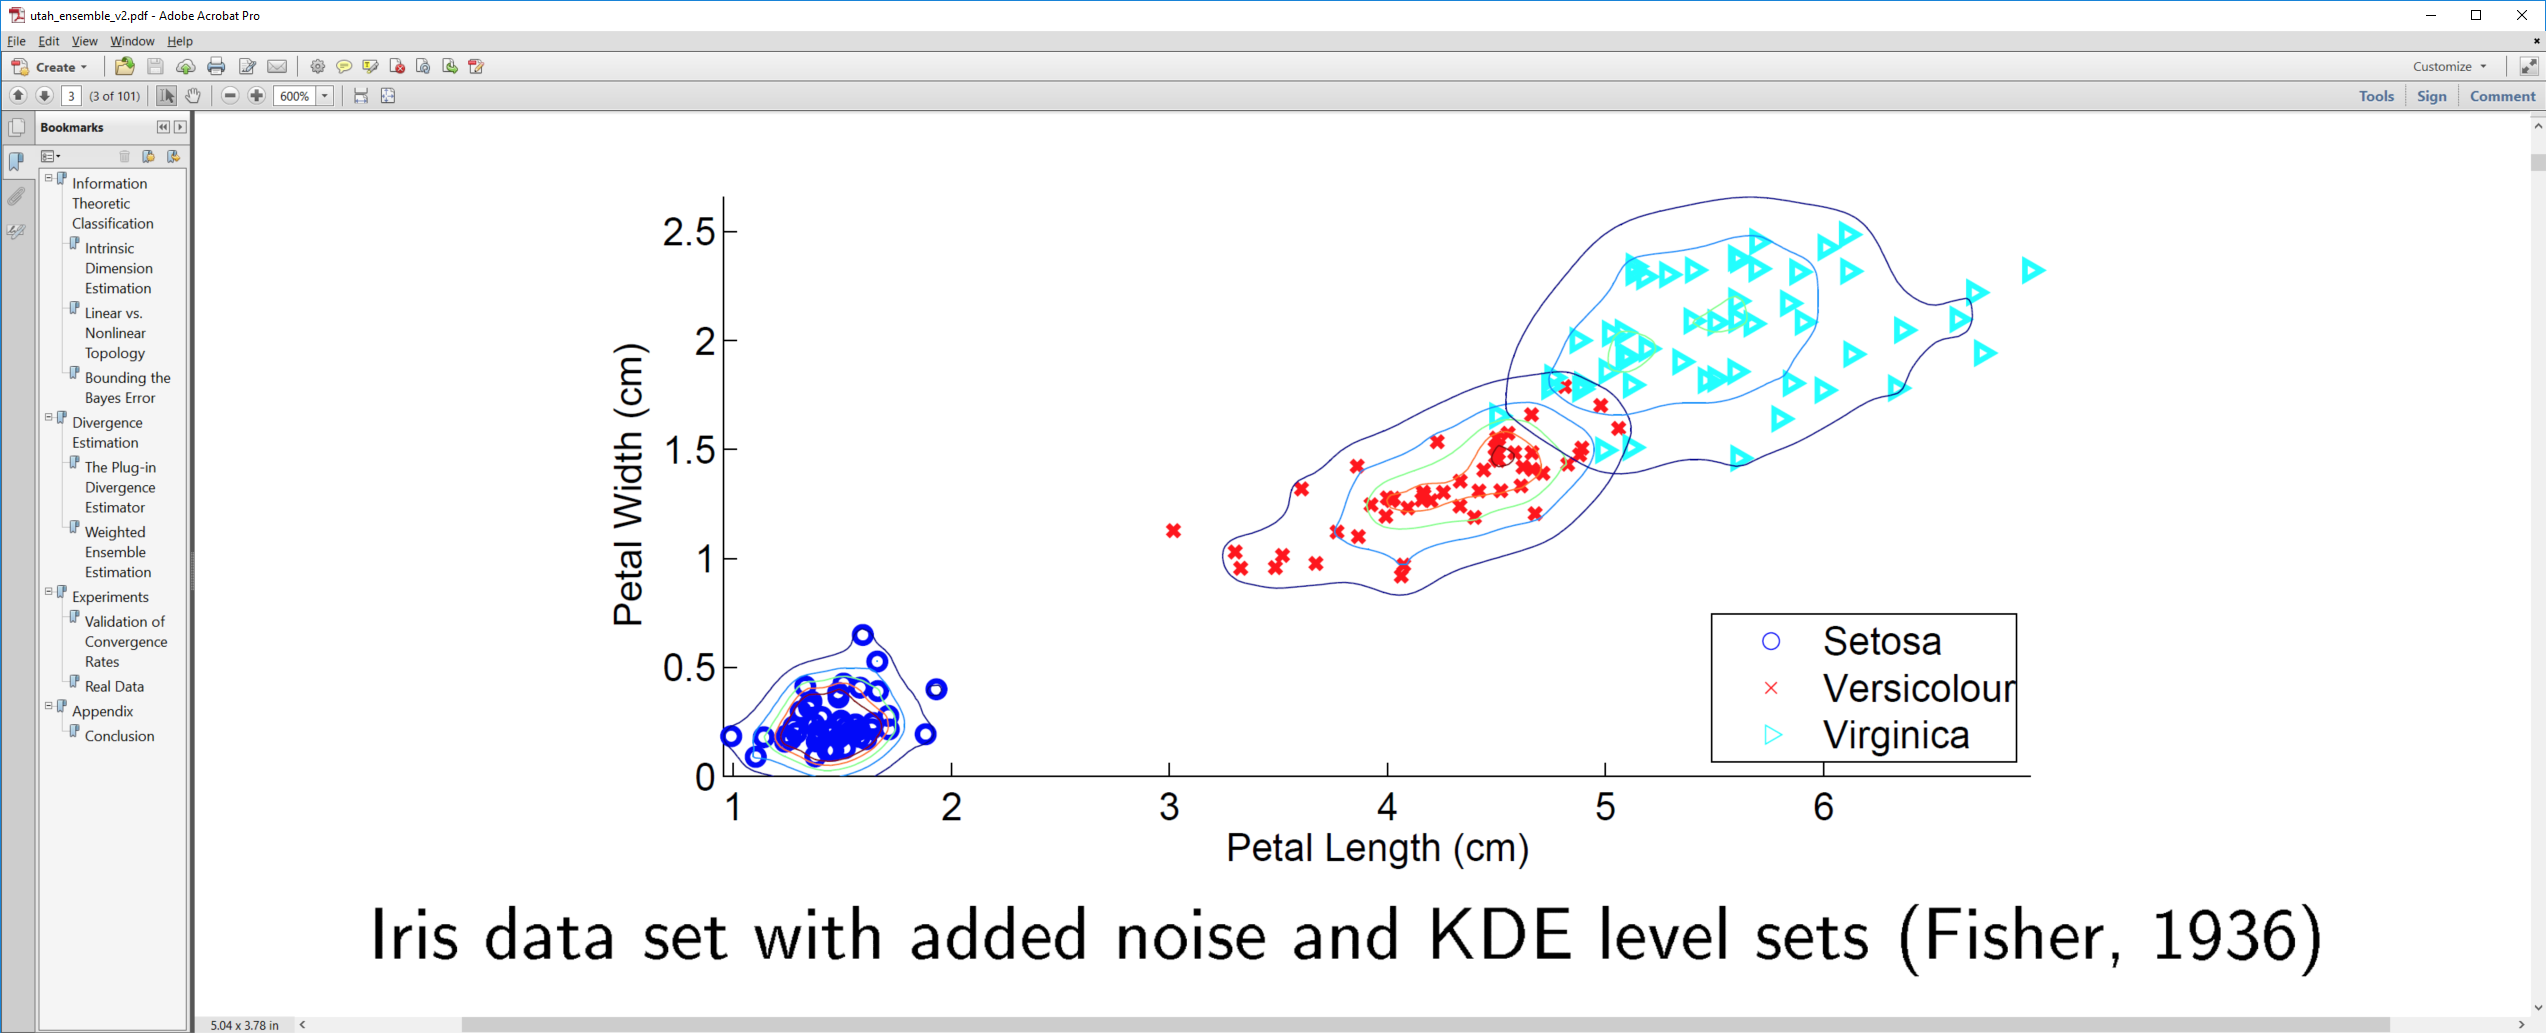 utah_ensemble_v2.pdf - Adobe Acrobat Pro
File Edit View Window Help
Create
Customize
3 (3 of 101) 600%
Tools Sign Comment
Bookmarks
Information
Theoretic
Classification
Intrinsic
Dimension
Estimation
Linear vs.
Nonlinear
Topology
Bounding the
Bayes Error
Divergence
Estimation
The Plug-in
Divergence
Estimator
Weighted
Ensemble
Estimation
Experiments
Validation of
Convergence
Rates
Real Data
Appendix
Conclusion
Petal Width (cm)
2.5
2
1.5
1
0.5
0
1 2 3 4 5 6
Petal Length (cm)
Setosa
Versicolour
Virginica
Iris data set with added noise and KDE level sets (Fisher, 1936)
5.04 x 3.78 in